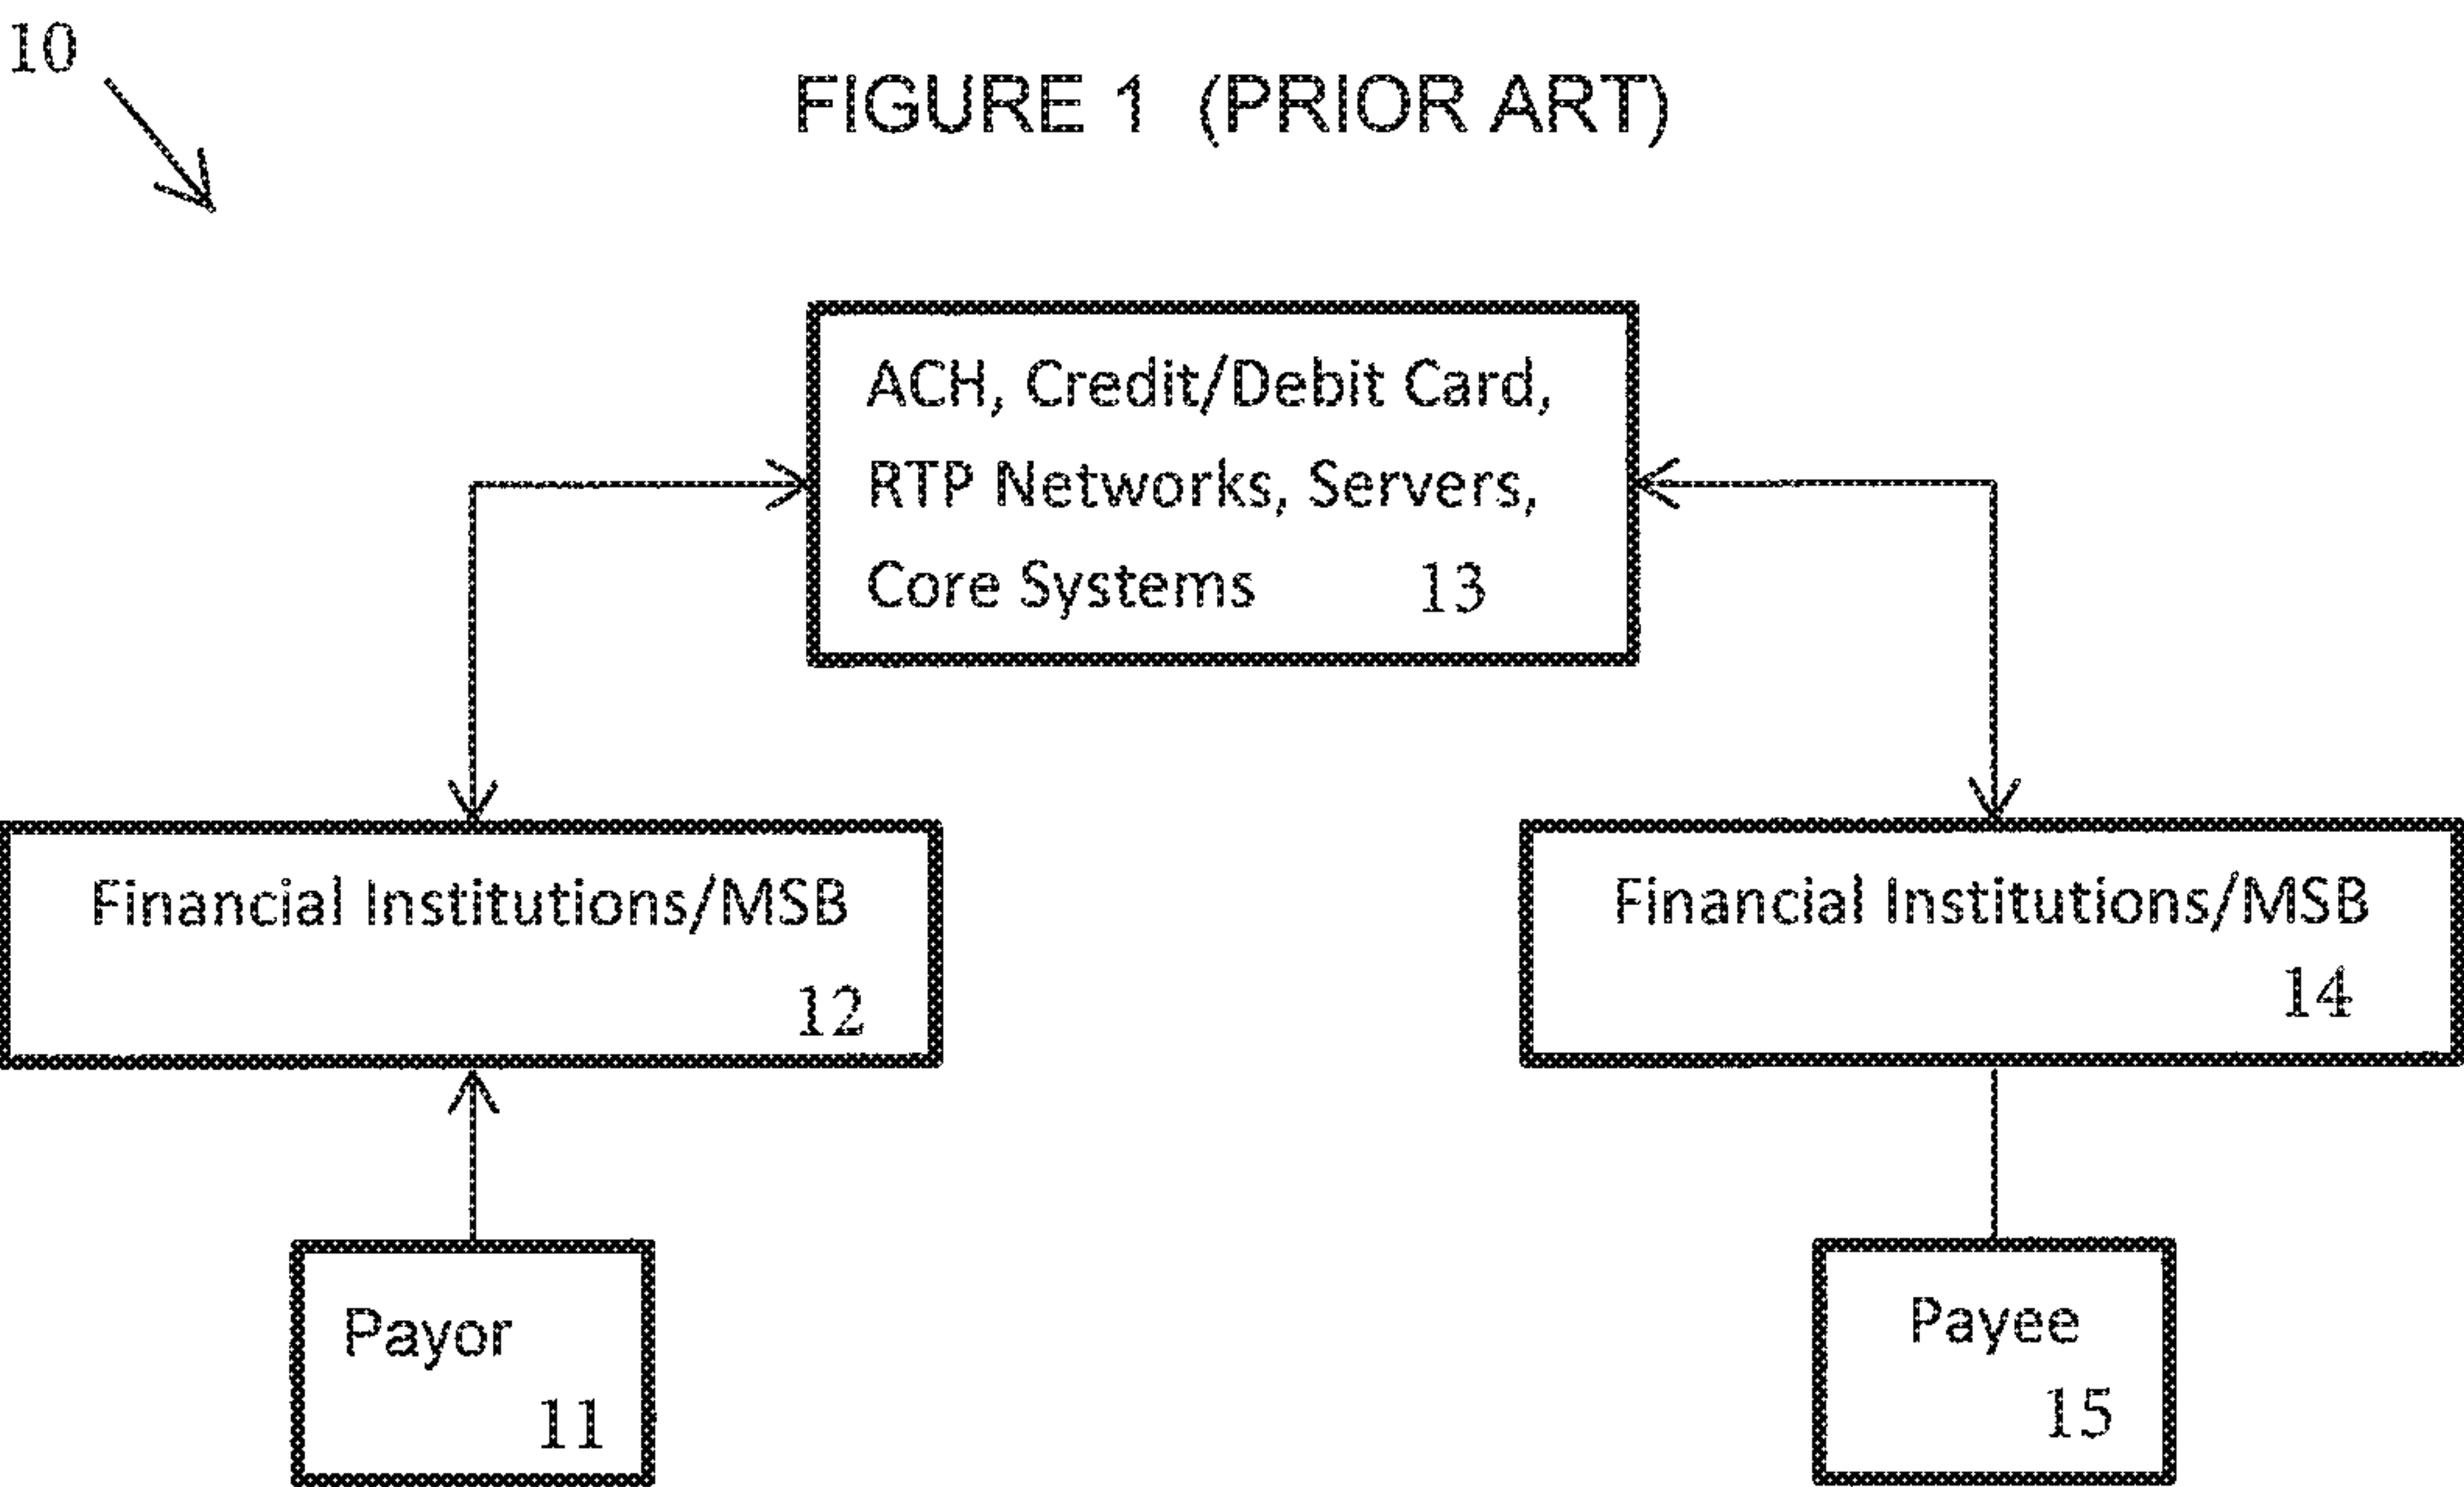 10
FIGURE 1 (PRIOR ART)
ACH, Credit/Debit Card,
RTP Networks, Servers,
Core Systems 13
Financial Institutions/MSB
12
Financial Institutions/MSB
14
Payor
11
Payee
15